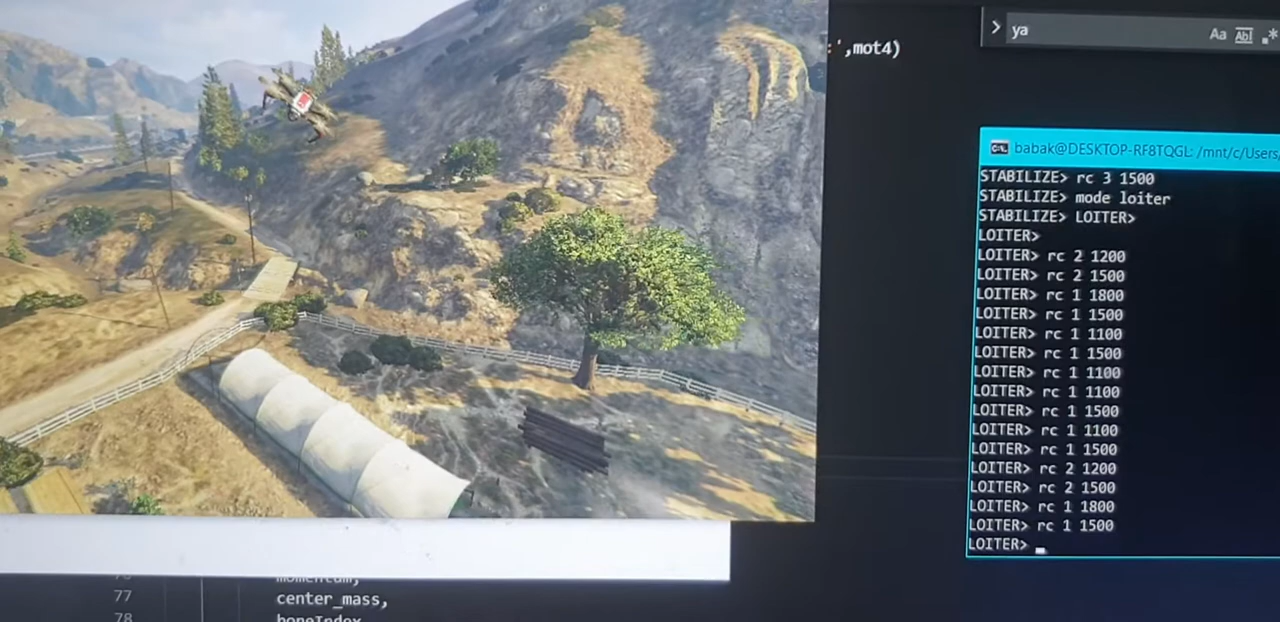 :',mot4)
ya
Aa Abl .*
babak@DESKTOP-RF8TQGL: /mnt/c/Users/
STABILIZE> rc 3 1500
STABILIZE> mode loiter
STABILIZE> LOITER>
LOITER>
LOITER> rc 2 1200
LOITER> rc 2 1500
LOITER> rc 1 1800
LOITER> rc 1 1500
LOITER> rc 1 1100
LOITER> rc 1 1500
LOITER> rc 1 1100
LOITER> rc 1 1100
LOITER> rc 1 1500
LOITER> rc 1 1100
LOITER> rc 1 1500
LOITER> rc 2 1200
LOITER> rc 2 1500
LOITER> rc 1 1800
LOITER> rc 1 1500
LOITER>
momentum,
77 center_mass,
78 boneIndex